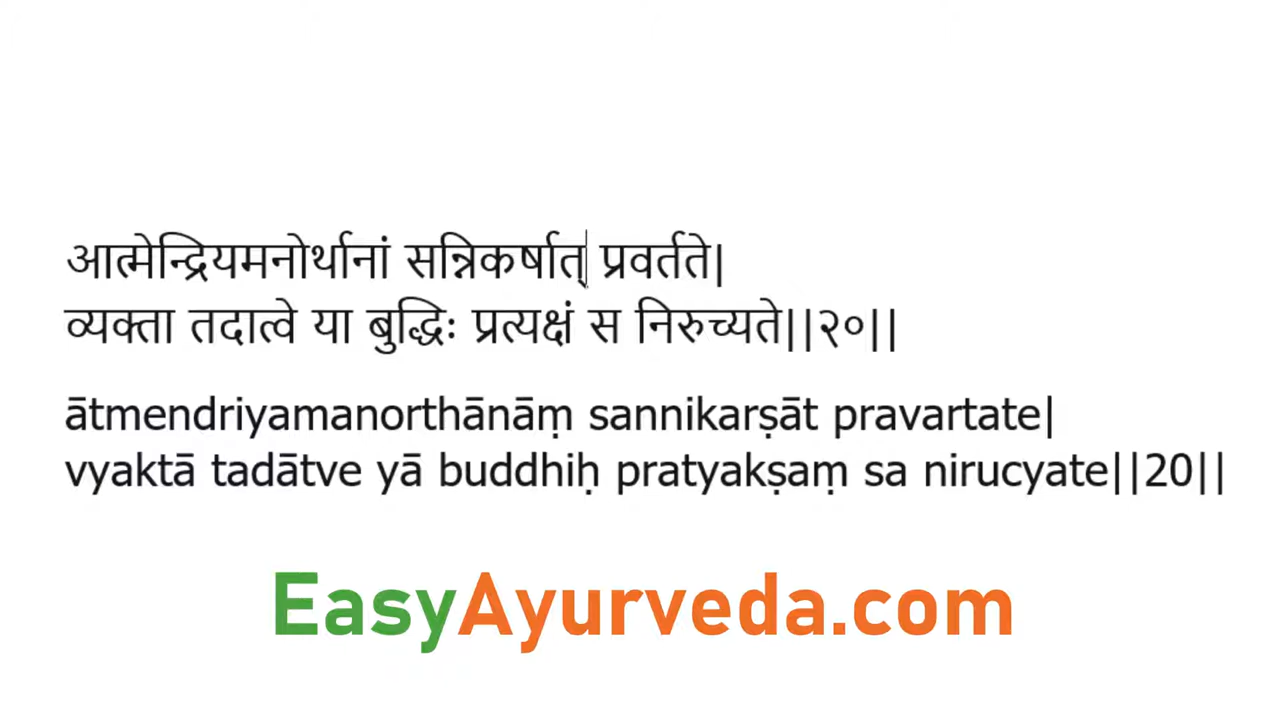 आत्मेन्द्रियमनोर्थानां सन्निकर्षात् प्रवर्तते|
व्यक्ता तदात्वे या बुद्धिः प्रत्यक्षं स निरुच्यते||२०||
ātmendriyamanorthānāṃ sannikarṣāt pravartate|
vyaktā tadātve yā buddhiḥ pratyakṣaṃ sa nirucyate||20||
EasyAyurveda.com